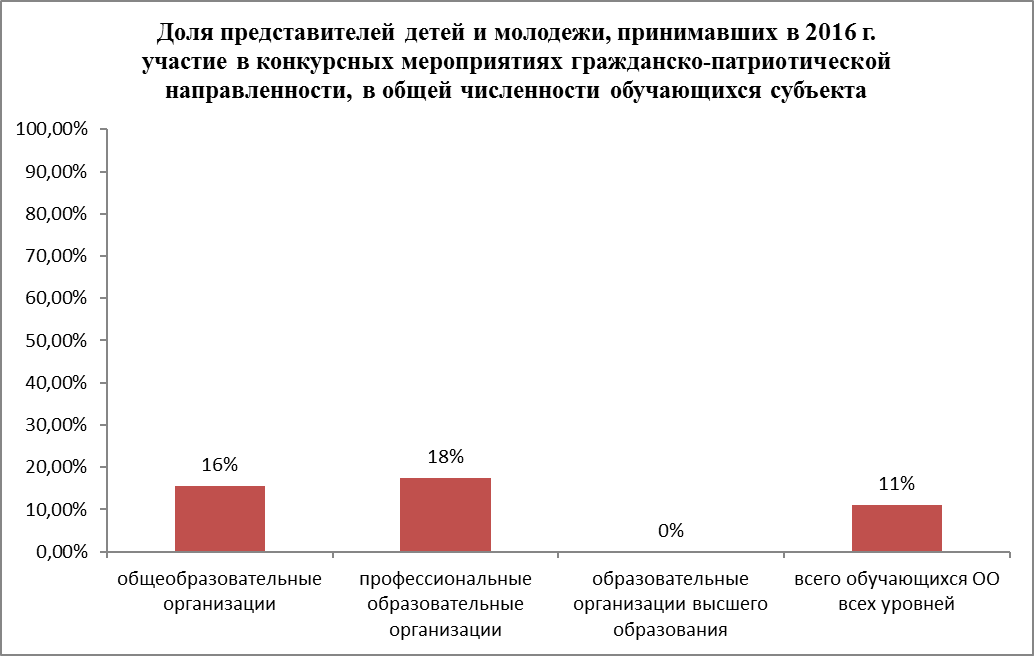 Доля представителей детей и молодежи, принимавших в 2016 г.
участие в конкурсных мероприятиях гражданско-патриотической
направленности, в общей численности обучающихся субъекта
100,00%
90,00%
80,00%
70,00%
60,00%
50,00%
40,00%
30,00%
20,00%
10,00%
0,00%
16%
18%
0%
11%
общеобразовательные
организации
профессиональные
образовательные
организации
образовательные
организации высшего
образования
всего обучающихся ОО
всех уровней